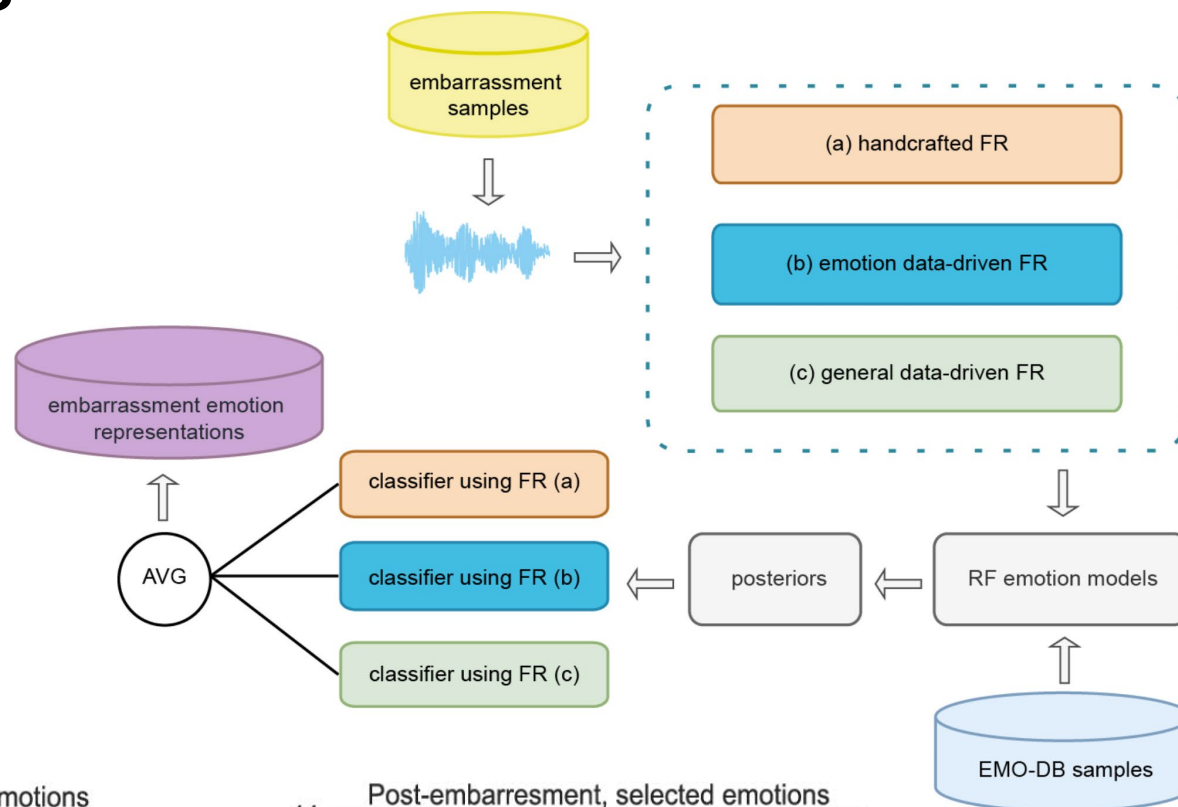 embarrassment
samples
(a) handcrafted FR
(b) emotion data-driven FR
(c) general data-driven FR
embarrassment emotion
representations
classifier using FR (a)
AVG
classifier using FR (b)
posteriors
RF emotion models
classifier using FR (c)
EMO-DB samples
Post-embarresment, selected emotions